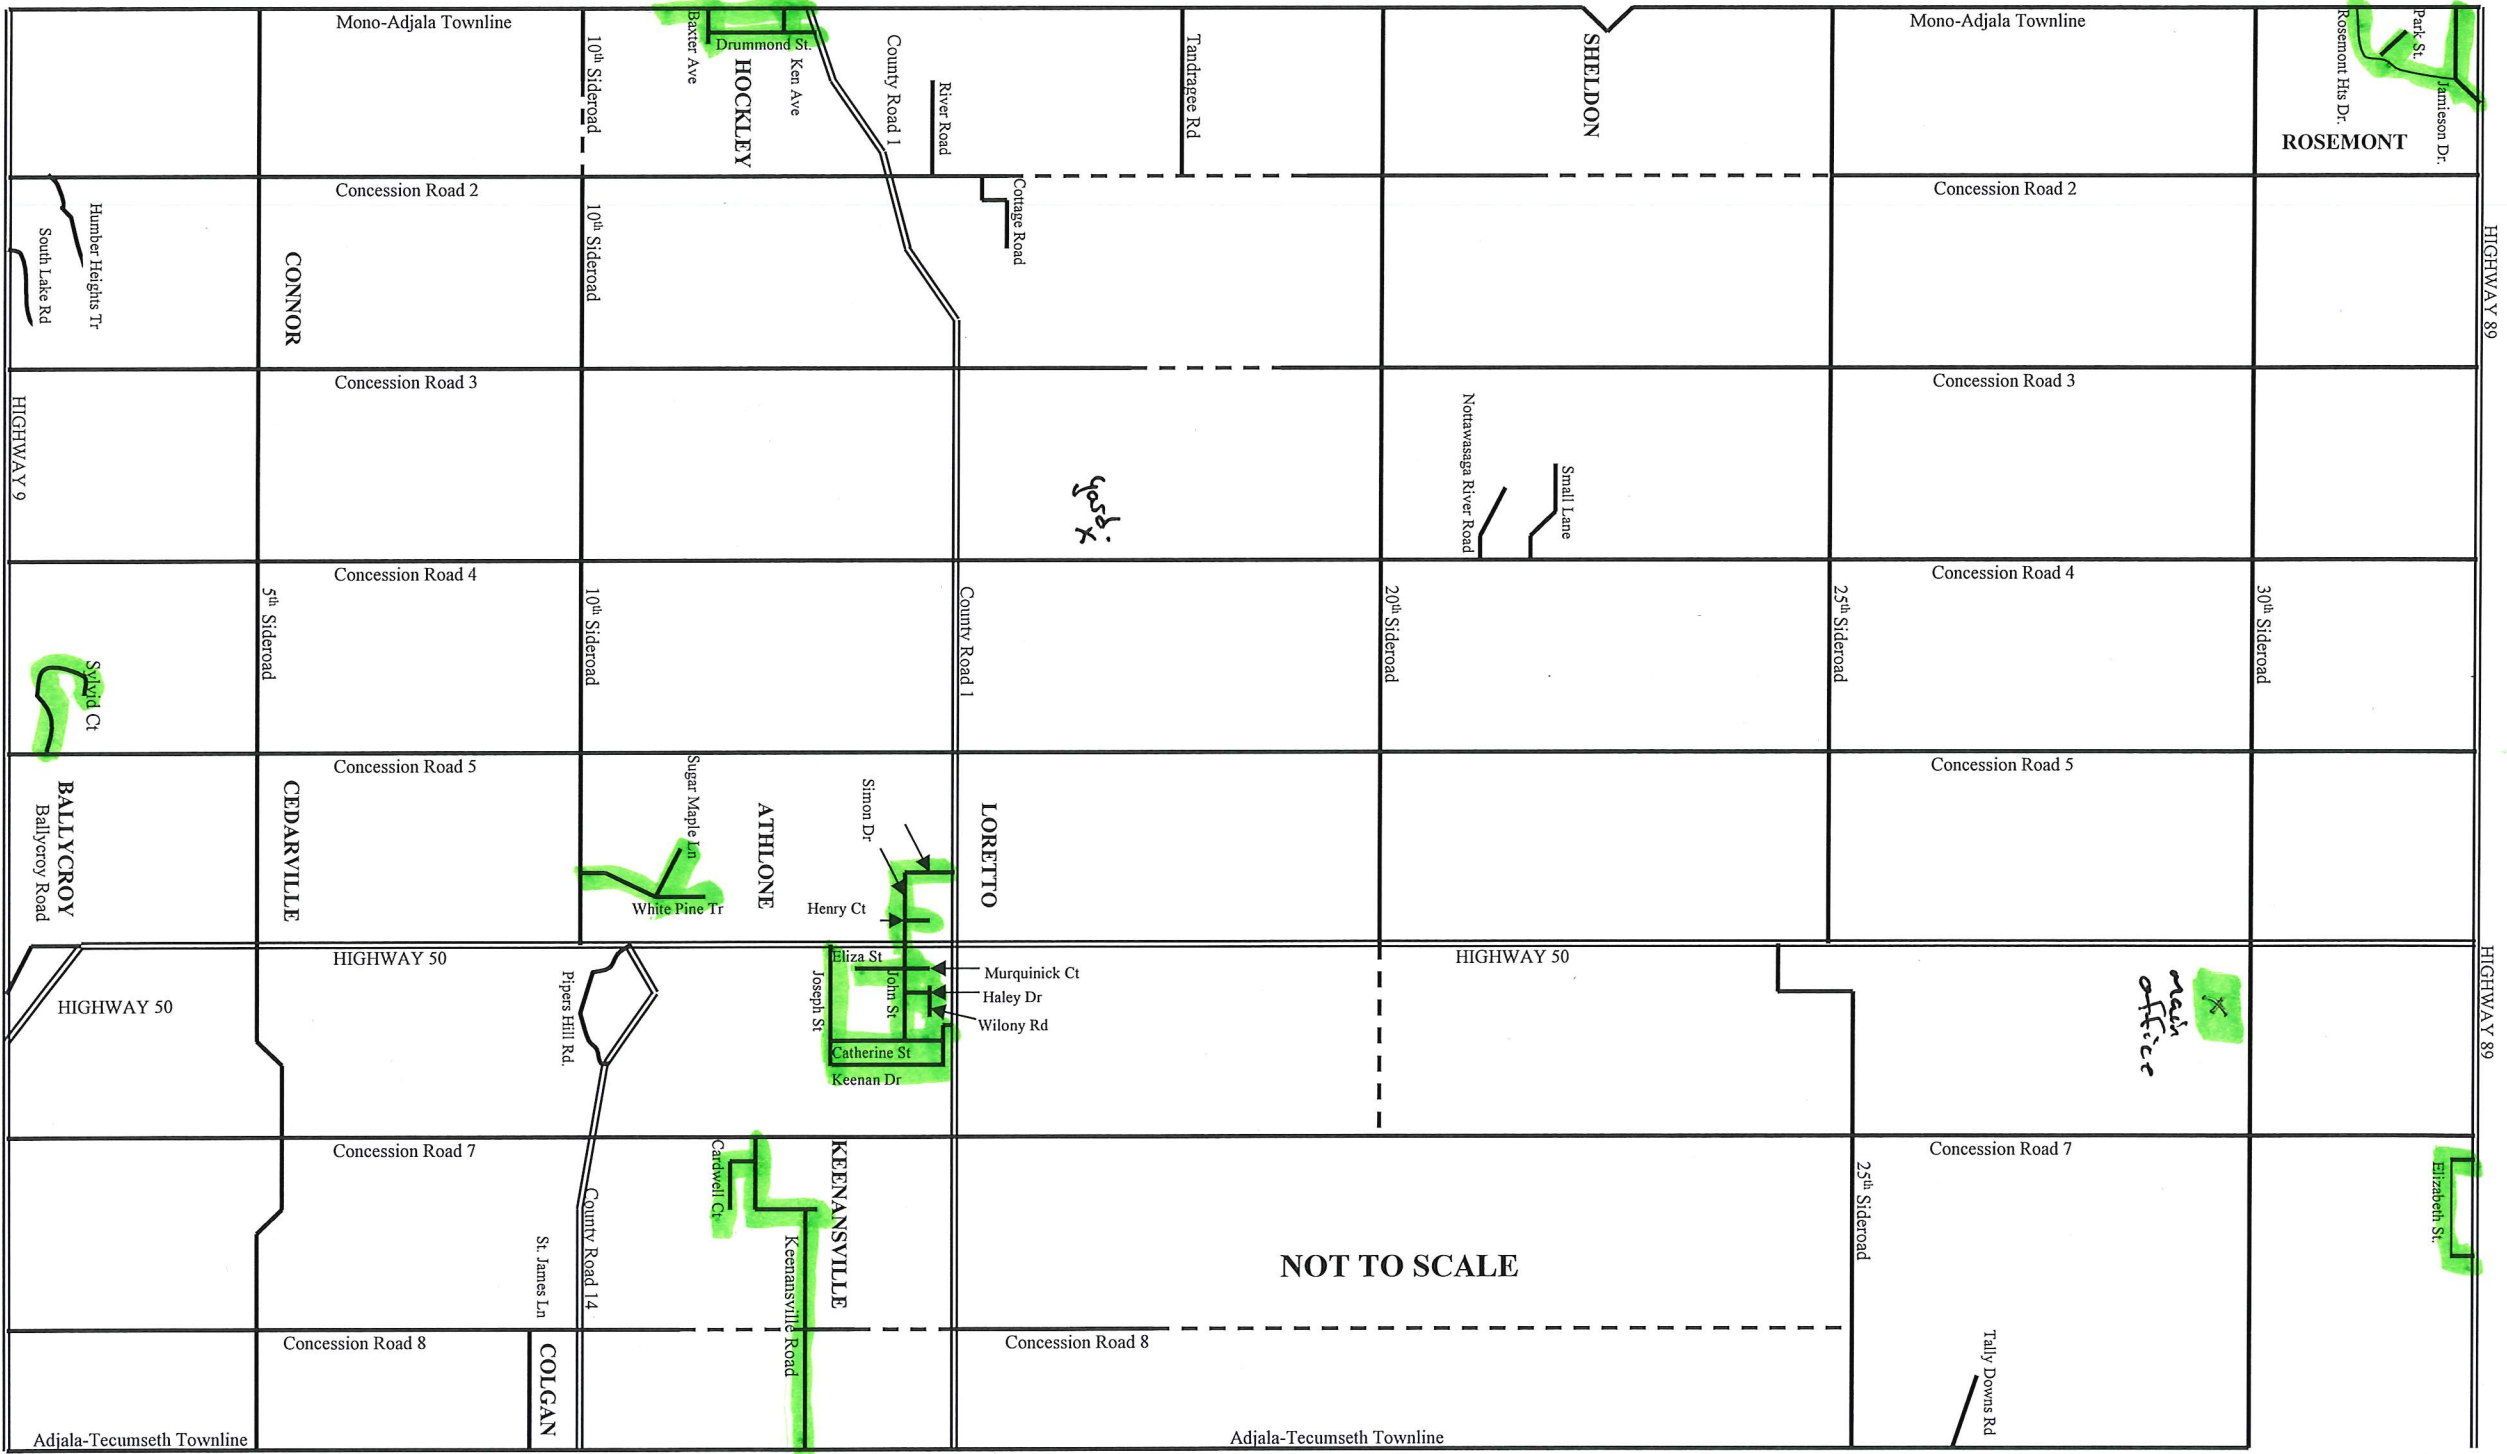 Mono-Adjala Townline
Mono-Adjala Townline
10th Sideroad
Baxter Ave
Drummond St.
HOCKLEY
Ken Ave
County Road 1
River Road
Tandragee Rd
SHELDON
Rosemont Hts Dr.
Park St.
Jamieson Dr.
ROSEMONT
Concession Road 2
Concession Road 2
Humber Heights Tr
South Lake Rd
CONNOR
10th Sideroad
Cottage Road
HIGHWAY 89
Concession Road 3
Concession Road 3
HIGHWAY 9
Nottawasaga River Road
Small Lane
yard
x
Concession Road 4
Concession Road 4
5th Sideroad
10th Sideroad
County Road 1
20th Sideroad
25th Sideroad
30th Sideroad
Sylvid Ct
Concession Road 5
Concession Road 5
BALLYCROY
Ballycroy Road
CEDARVILLE
Sugar Maple Ln
White Pine Tr
ATHLONE
Simon Dr
Henry Ct
LORETTO
HIGHWAY 50
HIGHWAY 50
HIGHWAY 50
Pipers Hill Rd.
Eliza St
Joseph St
John St
Murquinick Ct
Haley Dr
Wilony Rd
Catherine St
Keenan Dr
main
office
x
HIGHWAY 89
Concession Road 7
Concession Road 7
Cardwell Ct
KEENANSVILLE
Keenansville Road
County Road 14
St. James Ln
25th Sideroad
Elizabeth St.
NOT TO SCALE
Concession Road 8
Concession Road 8
COLGAN
Tally Downs Rd
Adjala-Tecumseth Townline
Adjala-Tecumseth Townline